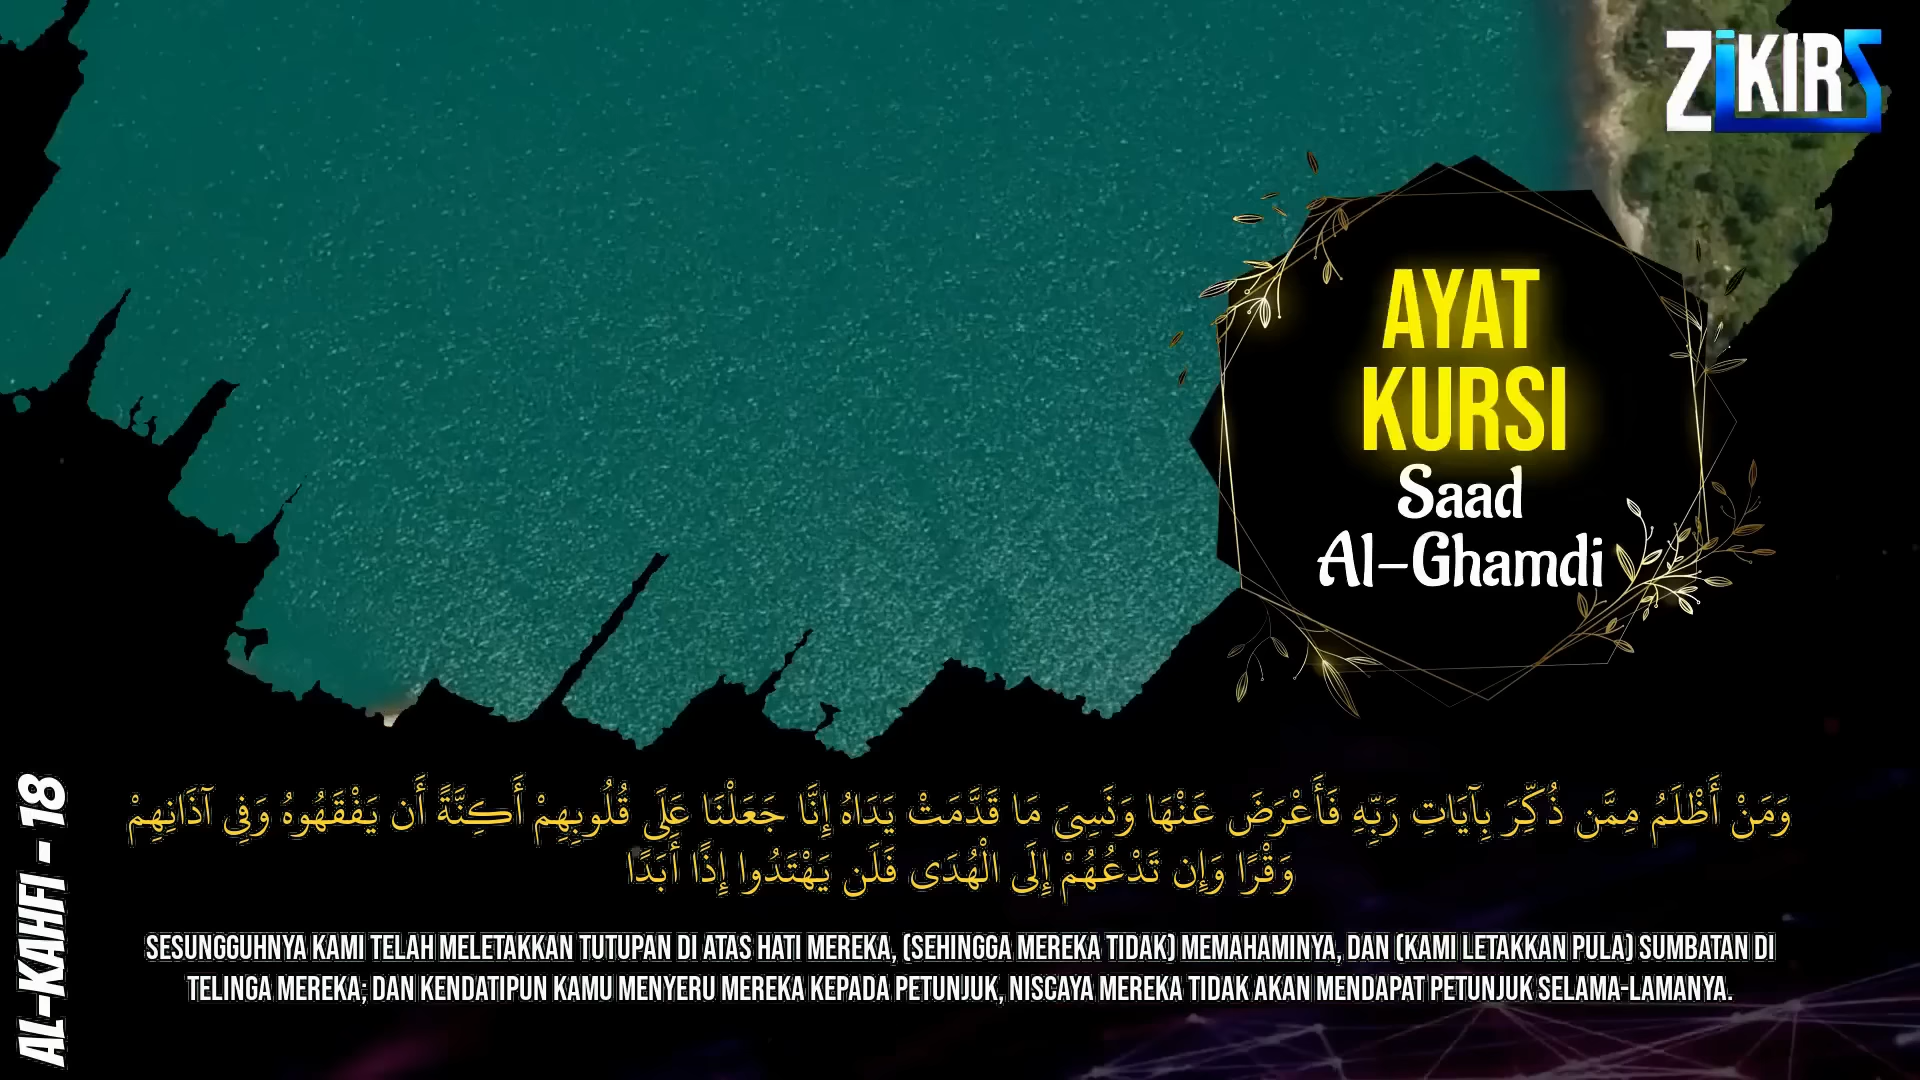 ZiKIRS
AYAT
KURSI
Saad
Al-Ghamdi
وَمَنْ أَظْلَمُ مِمَّن ذُكِّرَ بِآيَاتِ رَبِّهِ فَأَعْرَضَ عَنْهَا وَنَسِيَ مَا قَدَّمَتْ يَدَاهُ إِنَّا جَعَلْنَا عَلَى قُلُوبِهِمْ أَكِنَّةً أَن يَفْقَهُوهُ وَفِي آذَانِهِمْ
وَقْرًا وَإِن تَدْعُهُمْ إِلَى الْهُدَى فَلَن يَهْتَدُوا إِذًا أَبَدًا
SESUNGGUHNYA KAMI TELAH MELETAKKAN TUTUPAN DI ATAS HATI MEREKA, (SEHINGGA MEREKA TIDAK) MEMAHAMINYA, DAN (KAMI LETAKKAN PULA) SUMBATAN DI
TELINGA MEREKA; DAN KENDATIPUN KAMU MENYERU MEREKA KEPADA PETUNJUK, NISCAYA MEREKA TIDAK AKAN MENDAPAT PETUNJUK SELAMA-LAMANYA.
AL-KAHFI - 18